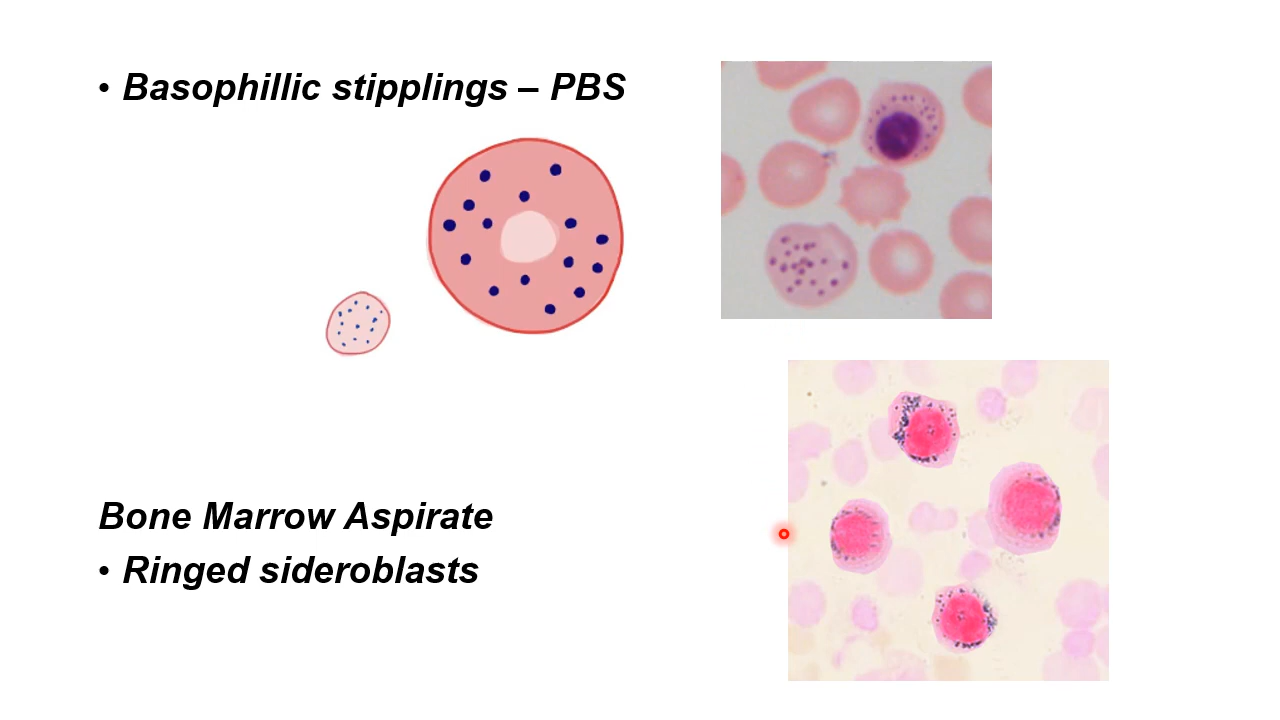 • Basophillic stipplings – PBS
Bone Marrow Aspirate
• Ringed sideroblasts